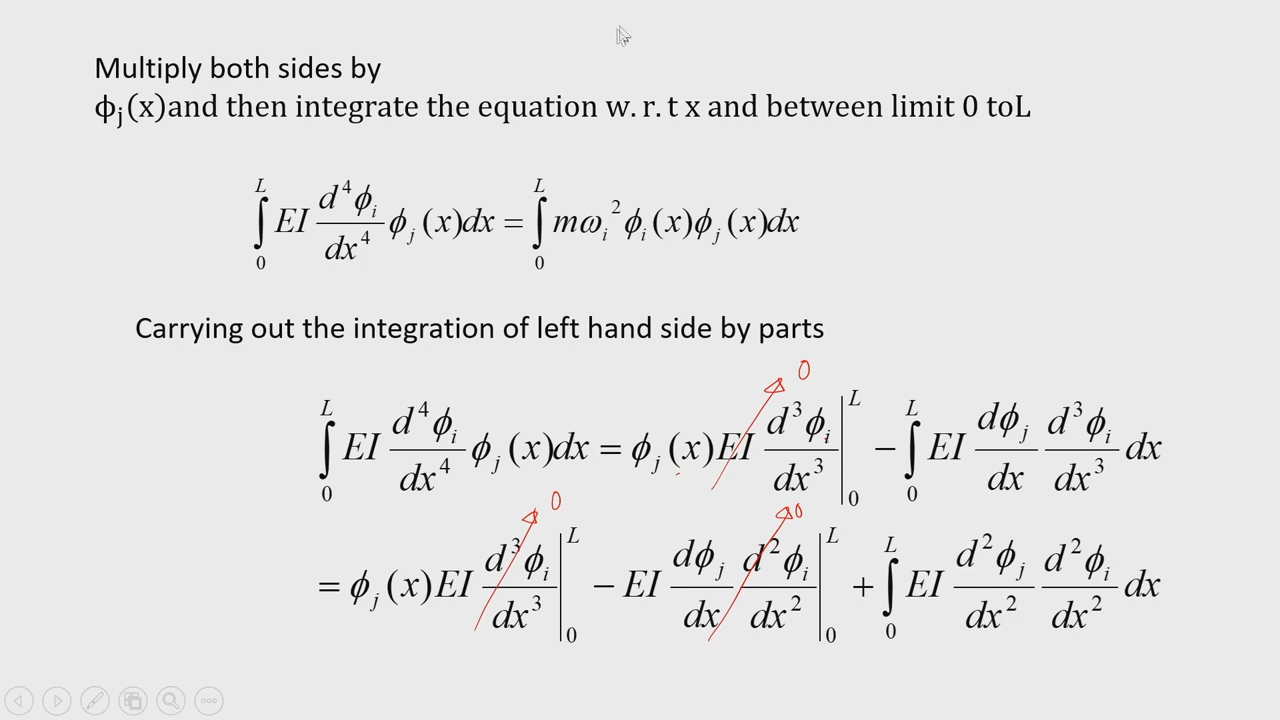 Multiply both sides by
ϕⱼ(x)and then integrate the equation w. r. t x and between limit 0 toL
∫₀ᴸ EI d⁴ϕᵢ/dx⁴ ϕⱼ(x)dx = ∫₀ᴸ mωᵢ²ϕᵢ(x)ϕⱼ(x)dx
Carrying out the integration of left hand side by parts
0
∫₀ᴸ EI d⁴ϕᵢ/dx⁴ ϕⱼ(x)dx = ϕⱼ(x)EI d³ϕᵢ/dx³ |₀ᴸ − ∫₀ᴸ EI dϕⱼ/dx d³ϕᵢ/dx³ dx
0 0
= ϕⱼ(x)EI d³ϕᵢ/dx³ |₀ᴸ − EI dϕⱼ/dx d²ϕᵢ/dx² |₀ᴸ + ∫₀ᴸ EI d²ϕⱼ/dx² d²ϕᵢ/dx² dx